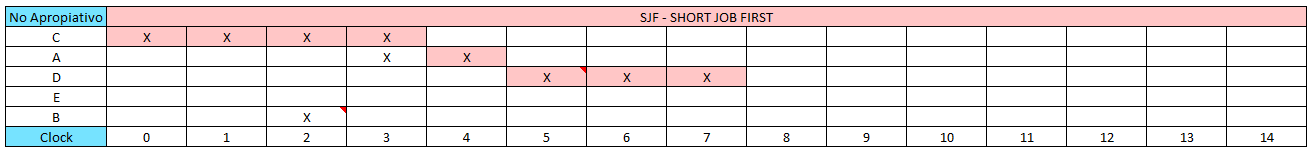 No Apropiativo SJF - SHORT JOB FIRST
C X X X X
A X X
D X X X
E
B X
Clock 0 1 2 3 4 5 6 7 8 9 10 11 12 13 14